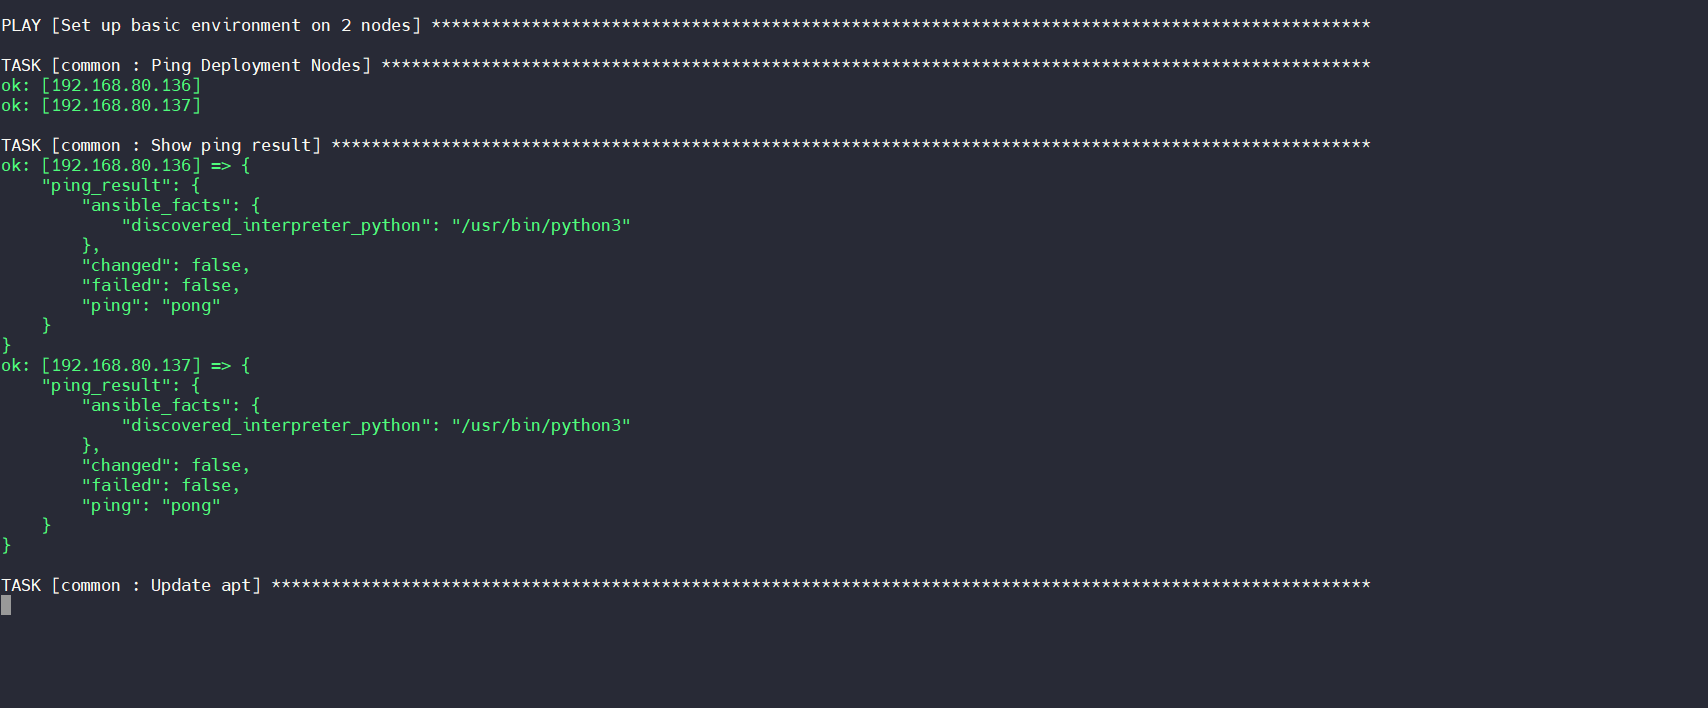 PLAY [Set up basic environment on 2 nodes] **********************************************************************************************
TASK [common : Ping Deployment Nodes] ***************************************************************************************************
ok: [192.168.80.136]
ok: [192.168.80.137]
TASK [common : Show ping result] ********************************************************************************************************
ok: [192.168.80.136] => {
    "ping_result": {
        "ansible_facts": {
            "discovered_interpreter_python": "/usr/bin/python3"
        },
        "changed": false,
        "failed": false,
        "ping": "pong"
    }
}
ok: [192.168.80.137] => {
    "ping_result": {
        "ansible_facts": {
            "discovered_interpreter_python": "/usr/bin/python3"
        },
        "changed": false,
        "failed": false,
        "ping": "pong"
    }
}
TASK [common : Update apt] **************************************************************************************************************